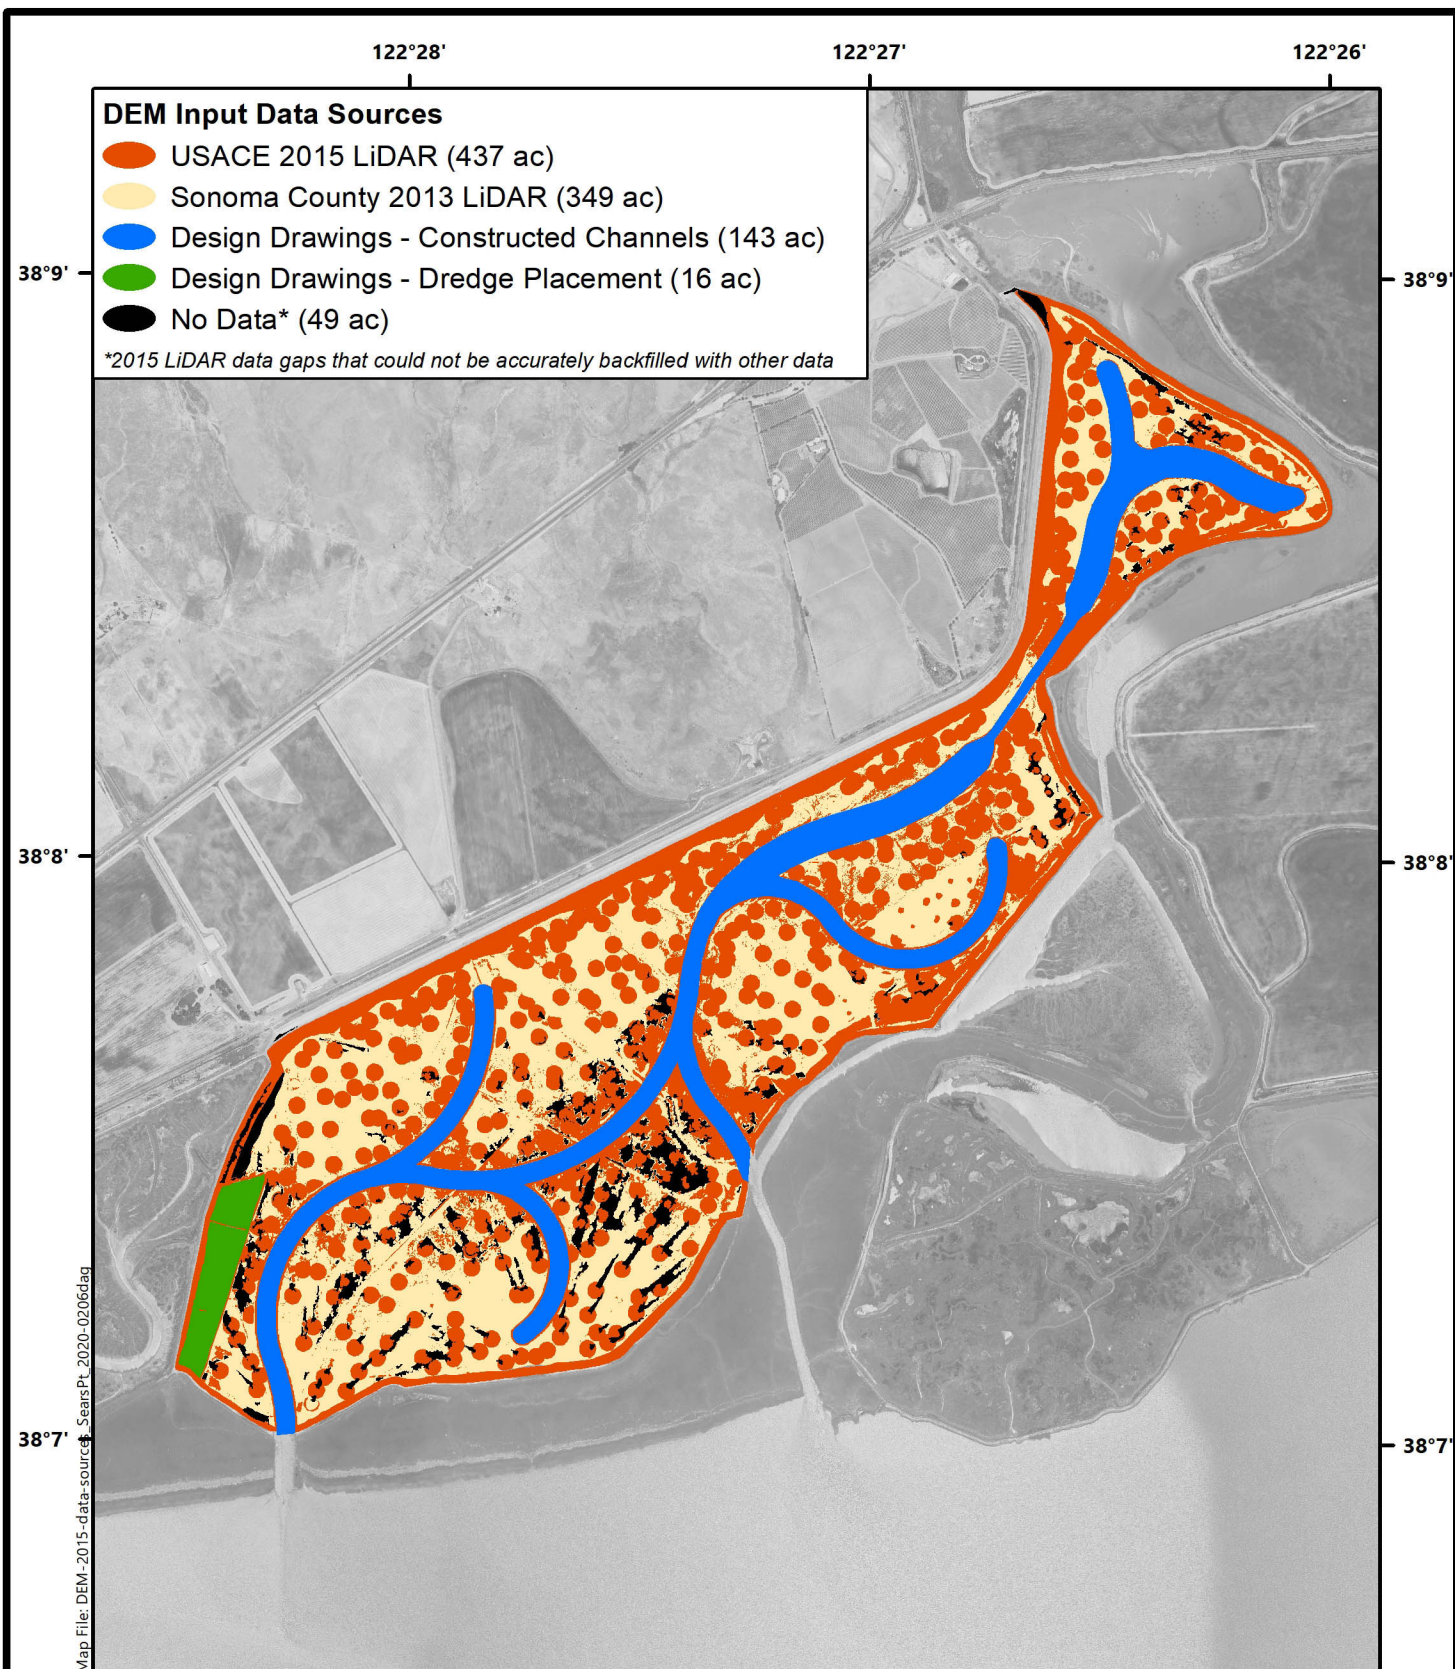 122°28' 122°27' 122°26'
DEM Input Data Sources
USACE 2015 LiDAR (437 ac)
Sonoma County 2013 LiDAR (349 ac)
Design Drawings - Constructed Channels (143 ac)
Design Drawings - Dredge Placement (16 ac)
No Data* (49 ac)
*2015 LiDAR data gaps that could not be accurately backfilled with other data
38°9' 38°9'
38°8' 38°8'
38°7' 38°7'
Map File: DEM-2015-data-sources_SearsPt_2020-0206dag